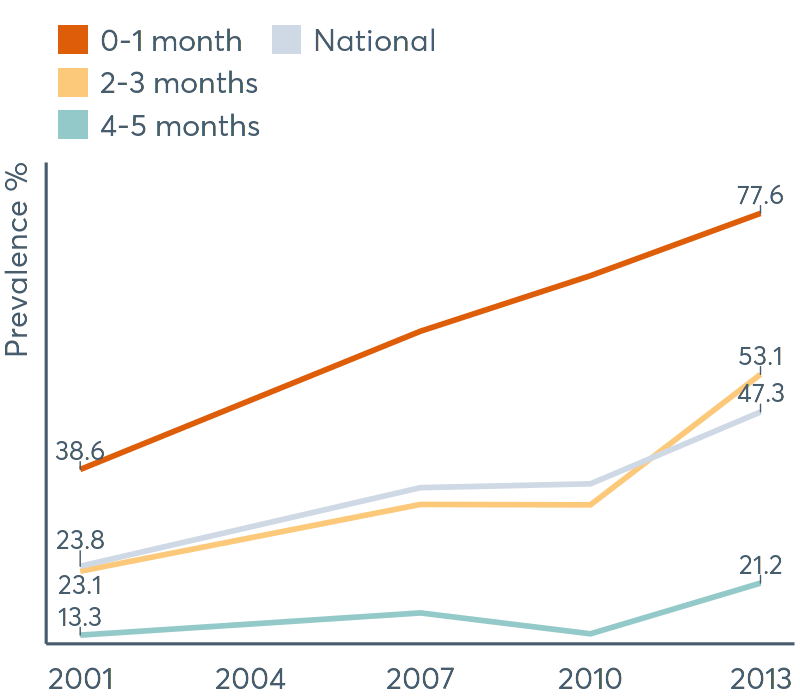 0-1 month National
2-3 months
4-5 months
Prevalence %
77.6
53.1
47.3
38.6
23.8
23.1
13.3
21.2
2001 2004 2007 2010 2013